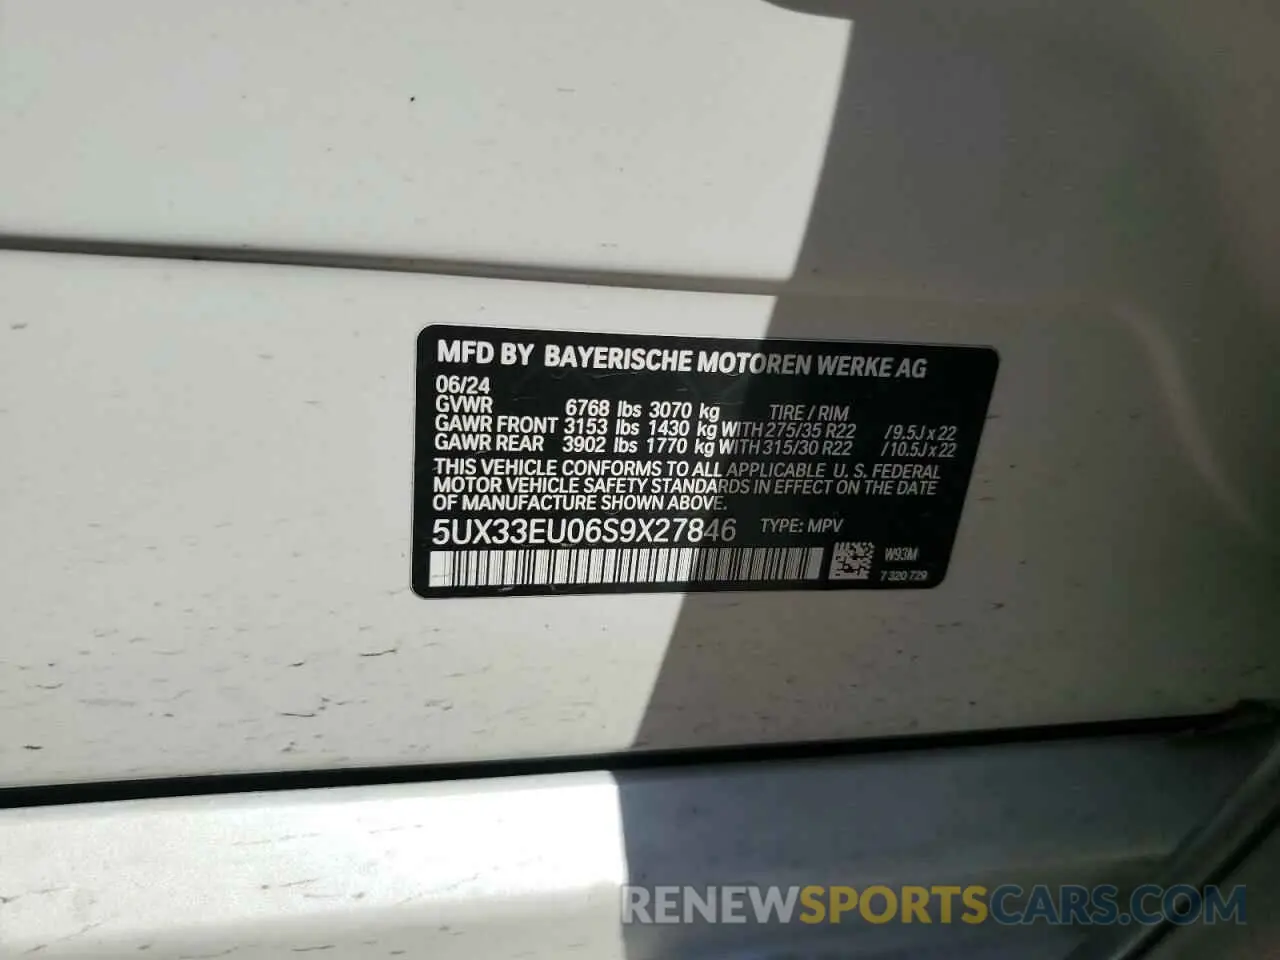 MFD BY BAYERISCHE MOTOREN WERKE AG
06/24
GVWR 6768 lbs 3070 kg TIRE / RIM
GAWR FRONT 3153 lbs 1430 kg WITH 275/35 R22 /9.5J x 22
GAWR REAR 3902 lbs 1770 kg WITH 315/30 R22 /10.5J x 22
THIS VEHICLE CONFORMS TO ALL APPLICABLE U. S. FEDERAL
MOTOR VEHICLE SAFETY STANDARDS IN EFFECT ON THE DATE
OF MANUFACTURE SHOWN ABOVE.
5UX33EU06S9X27846 TYPE: MPV
W93M
7 320 729
RENEWSPORTSCARS.COM